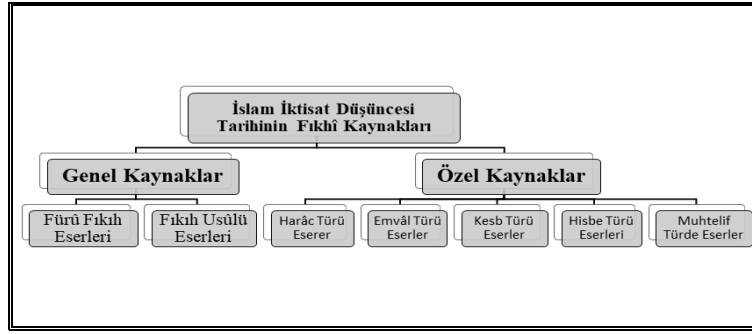 İslam İktisat Düşüncesi
Tarihinin Fıkhî Kaynakları
Genel Kaynaklar
Özel Kaynaklar
Fürû Fıkıh
Eserleri
Fıkıh Usûlü
Eserleri
Harâc Türü
Eserer
Emvâl Türü
Eserler
Kesb Türü
Eserler
Hisbe Türü
Eserleri
Muhtelif
Türde Eserler